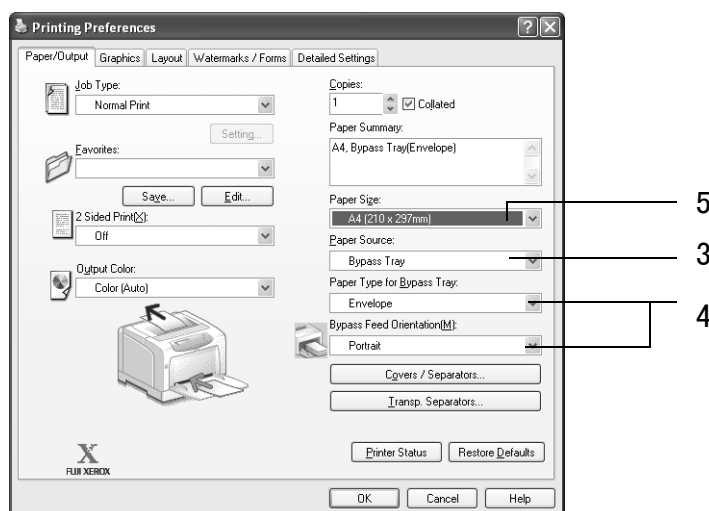 Printing Preferences
Paper/Output Graphics Layout Watermarks / Forms Detailed Settings
Job Type:
Normal Print
Setting...
Favorites:
Save... Edit...
2 Sided Print(X):
Off
Output Color:
Color (Auto)
FUJI XEROX
Copies:
1 Collated
Paper Summary:
A4, Bypass Tray(Envelope)
Paper Size:
A4 (210 x 297mm)
5
Paper Source:
Bypass Tray
3
Paper Type for Bypass Tray:
Envelope
4
Bypass Feed Orientation(M):
Portrait
Covers / Separators...
Transp. Separators...
Printer Status Restore Defaults
OK Cancel Help